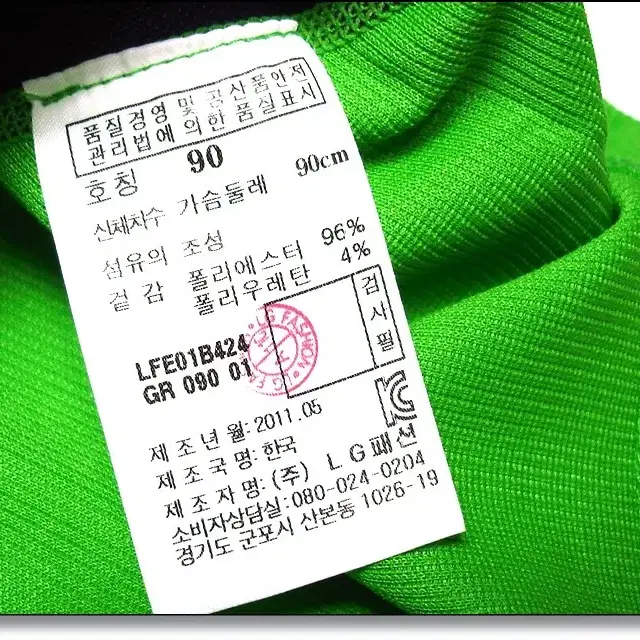 품질경영 및 공산품안전
관리법에 의한 품질표시
호칭 90
신체치수 가슴둘레 90cm
섬유의 조성
겉감 폴리에스터 96%
폴리우레탄 4%
검사필
LG FASHION
LFE01B424
GR 090 01
제조년월: 2011.05
제조국명: 한국
제조자명: (주) LG패션
소비자상담실: 080-024-0204
경기도 군포시 산본동 1026-19